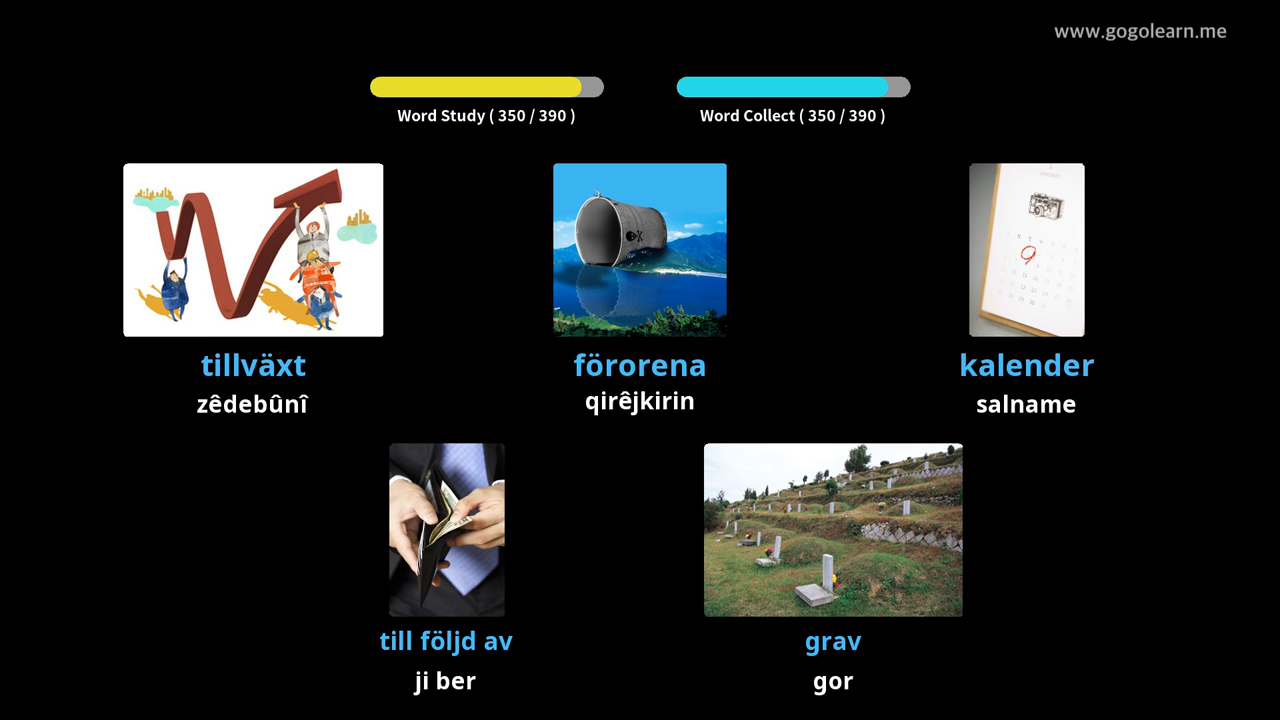 www.gogolearn.me
Word Study ( 350 / 390 )
Word Collect ( 350 / 390 )
tillväxt
zêdebûnî
förorena
qirêjkirin
kalender
salname
till följd av
ji ber
grav
gor